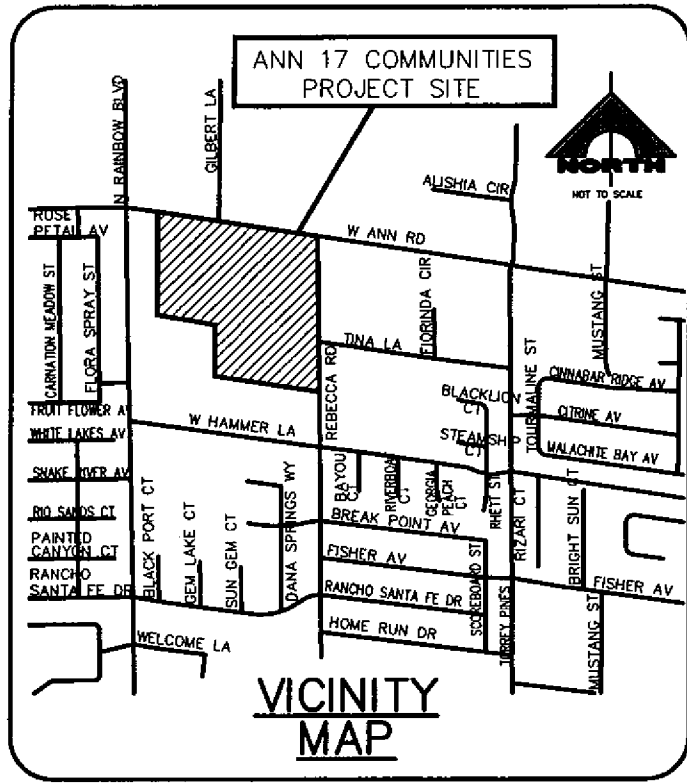 ANN 17 COMMUNITIES
PROJECT SITE
N RAINBOW BLVD
GILBERT LA
NORTH
NOT TO SCALE
ALISHIA CIR
ROSE
PETAL AV
W ANN RD
CARNATION MEADOW ST
FLORA SPRAY ST
FIORINDA CIR
MUSTANG ST
TINA LA
REBECCA RD
TOURMALINE ST
CINNABAR RIDGE AV
BLACKLION
CT
CITRINE AV
STEAMSHIP
CT
MALACHITE BAY AV
FRUIT FLOWER AV
W HAMMER LA
WHITE LAKES AV
SNAKE RIVER AV
RIO SANDS CT
PAINTED
CANYON CT
RANCHO
SANTA FE DR
BLACK PORT CT
GEM LAKE CT
SUN GEM CT
DANA SPRINGS WY
BAYOU
CT
RIVERBOAT
CT
GEORGIA
PEACH
CT
RHETT ST
RIZARI CT
BRIGHT SUN CT
BREAK POINT AV
FISHER AV
FISHER AV
RANCHO SANTA FE DR
SCOREBOARD ST
HOME RUN DR
TORREY PINES
MUSTANG ST
WELCOME LA
VICINITY
MAP